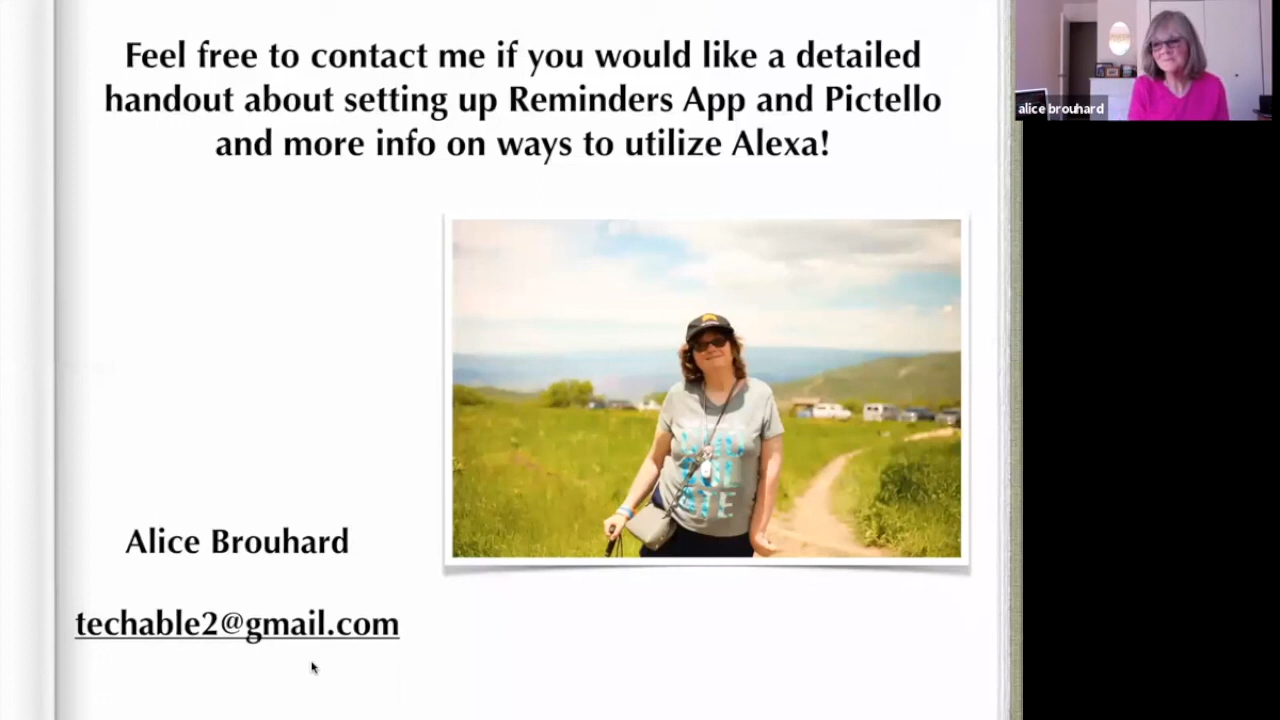 Feel free to contact me if you would like a detailed
handout about setting up Reminders App and Pictello
and more info on ways to utilize Alexa!
alice brouhard
Alice Brouhard
techable2@gmail.com